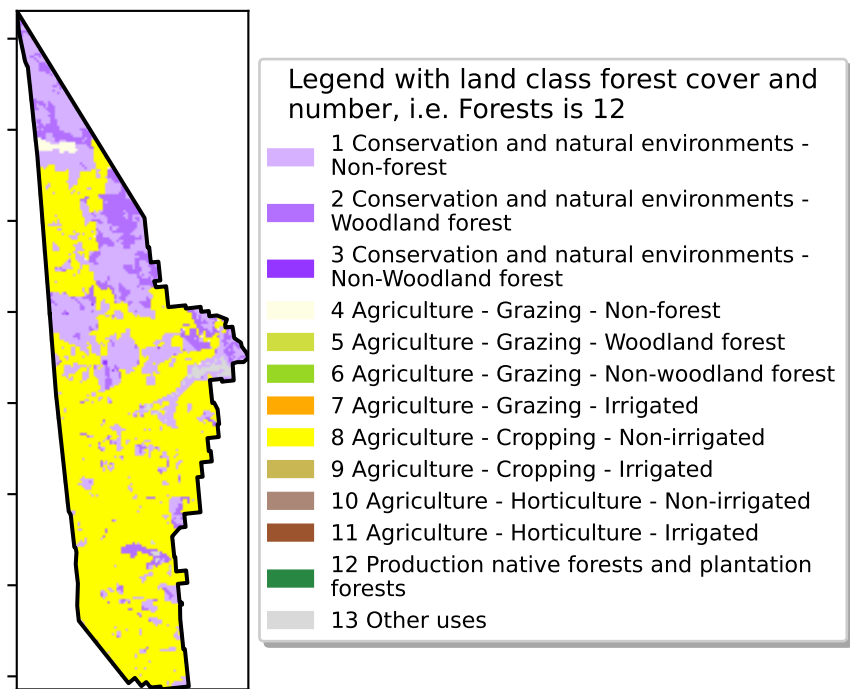 Legend with land class forest cover and
number, i.e. Forests is 12
1 Conservation and natural environments -
Non-forest
2 Conservation and natural environments -
Woodland forest
3 Conservation and natural environments -
Non-Woodland forest
4 Agriculture - Grazing - Non-forest
5 Agriculture - Grazing - Woodland forest
6 Agriculture - Grazing - Non-woodland forest
7 Agriculture - Grazing - Irrigated
8 Agriculture - Cropping - Non-irrigated
9 Agriculture - Cropping - Irrigated
10 Agriculture - Horticulture - Non-irrigated
11 Agriculture - Horticulture - Irrigated
12 Production native forests and plantation
forests
13 Other uses